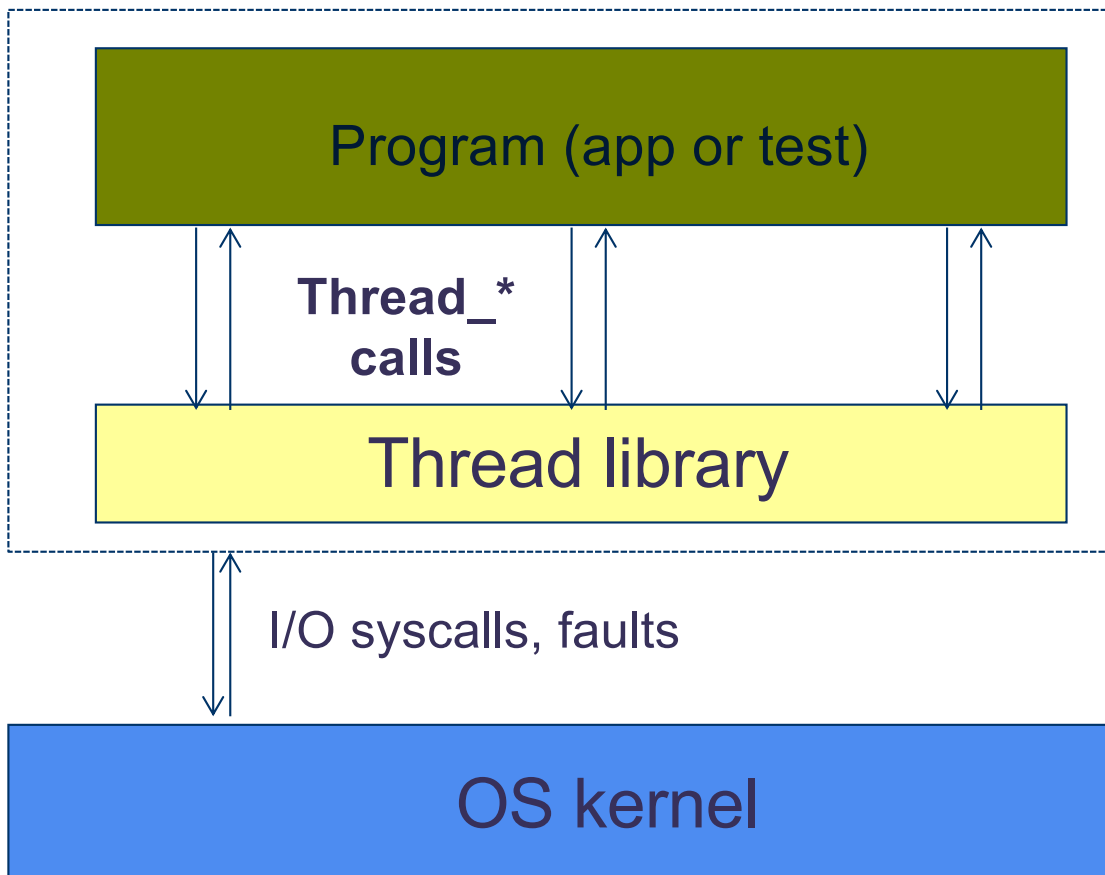 Program (app or test)
Thread_*
calls
Thread library
I/O syscalls, faults
OS kernel